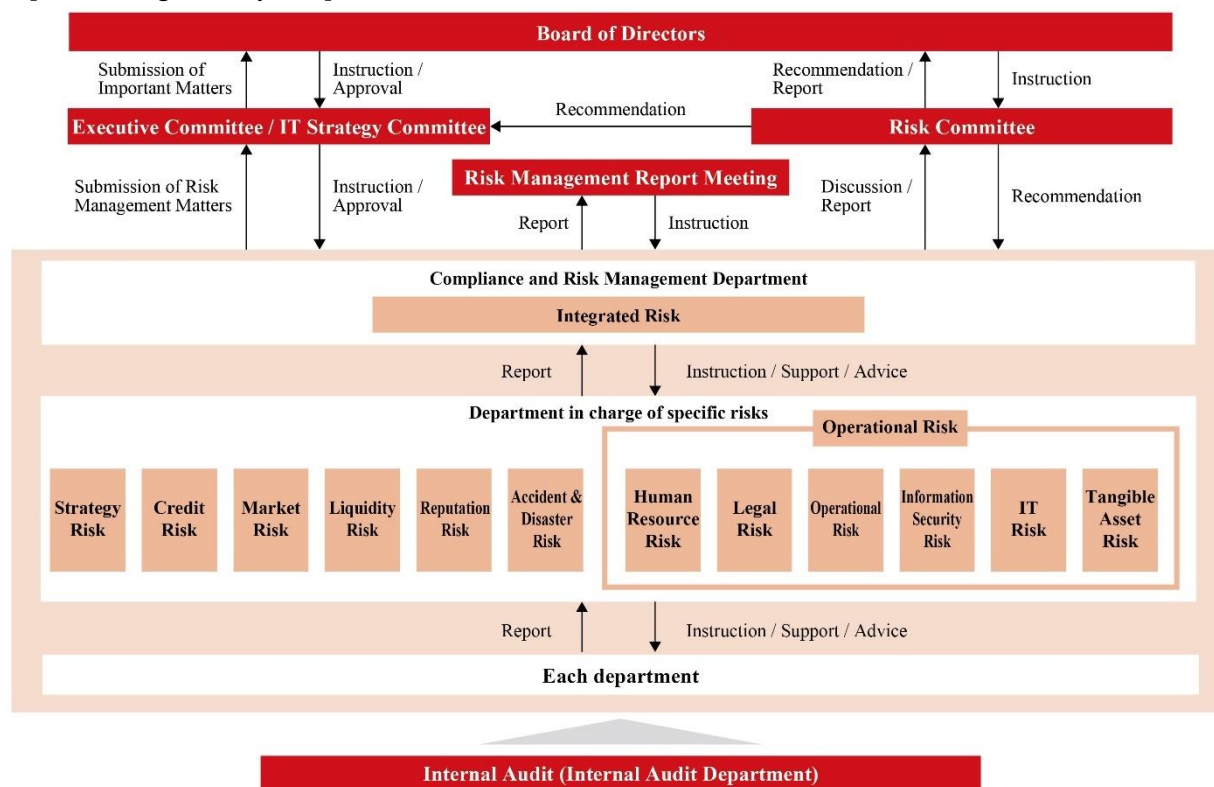 Board of Directors
Submission of
Important Matters
Instruction /
Approval
Recommendation /
Report
Instruction
Recommendation
Executive Committee / IT Strategy Committee
Risk Committee
Risk Management Report Meeting
Submission of Risk
Management Matters
Instruction /
Approval
Report
Instruction
Discussion /
Report
Recommendation
Compliance and Risk Management Department
Integrated Risk
Report
Instruction / Support / Advice
Department in charge of specific risks
Operational Risk
Strategy
Risk
Credit
Risk
Market
Risk
Liquidity
Risk
Reputation
Risk
Accident &
Disaster
Risk
Human
Resource
Risk
Legal
Risk
Operational
Risk
Information
Security
Risk
IT
Risk
Tangible
Asset
Risk
Report
Instruction / Support / Advice
Each department
Internal Audit (Internal Audit Department)